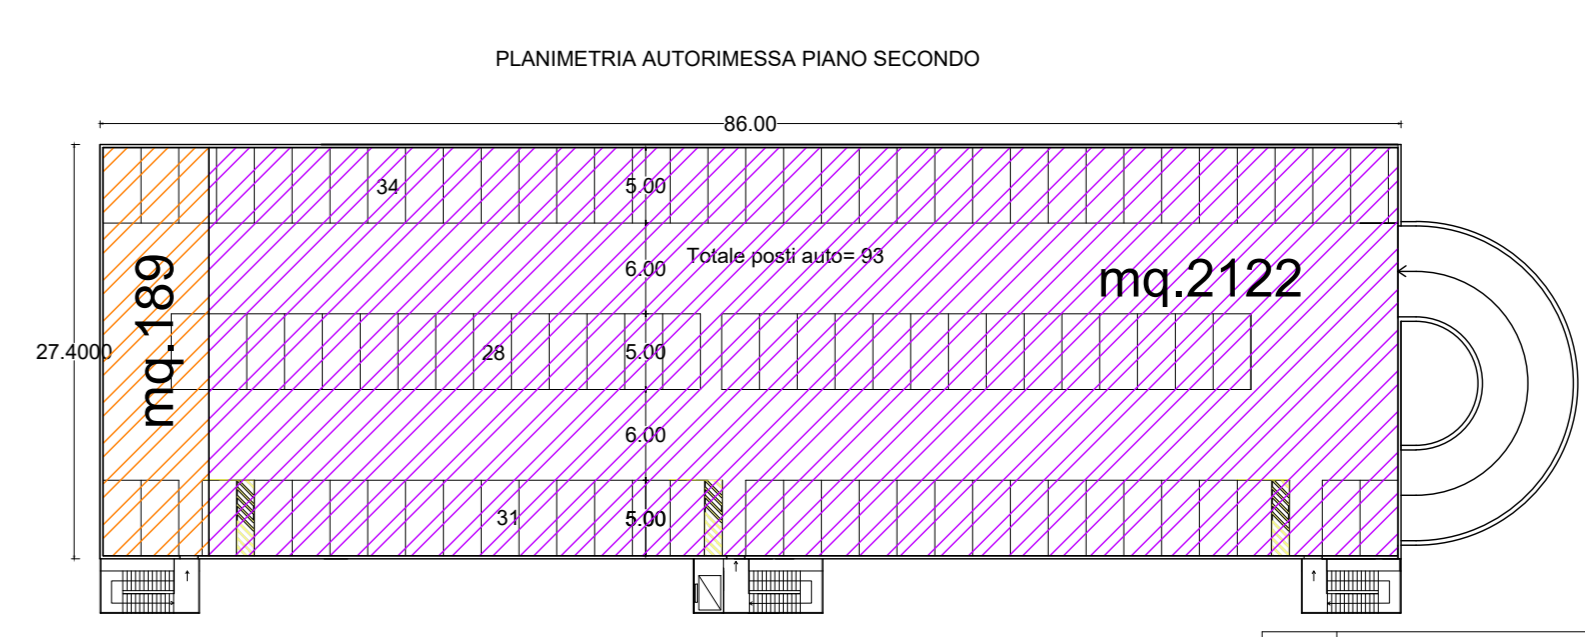 PLANIMETRIA AUTORIMESSA PIANO SECONDO
86.00
34
5.00
Totale posti auto= 93
6.00
mq.2122
mq.189
27.4000
28
5.00
6.00
31
5.00